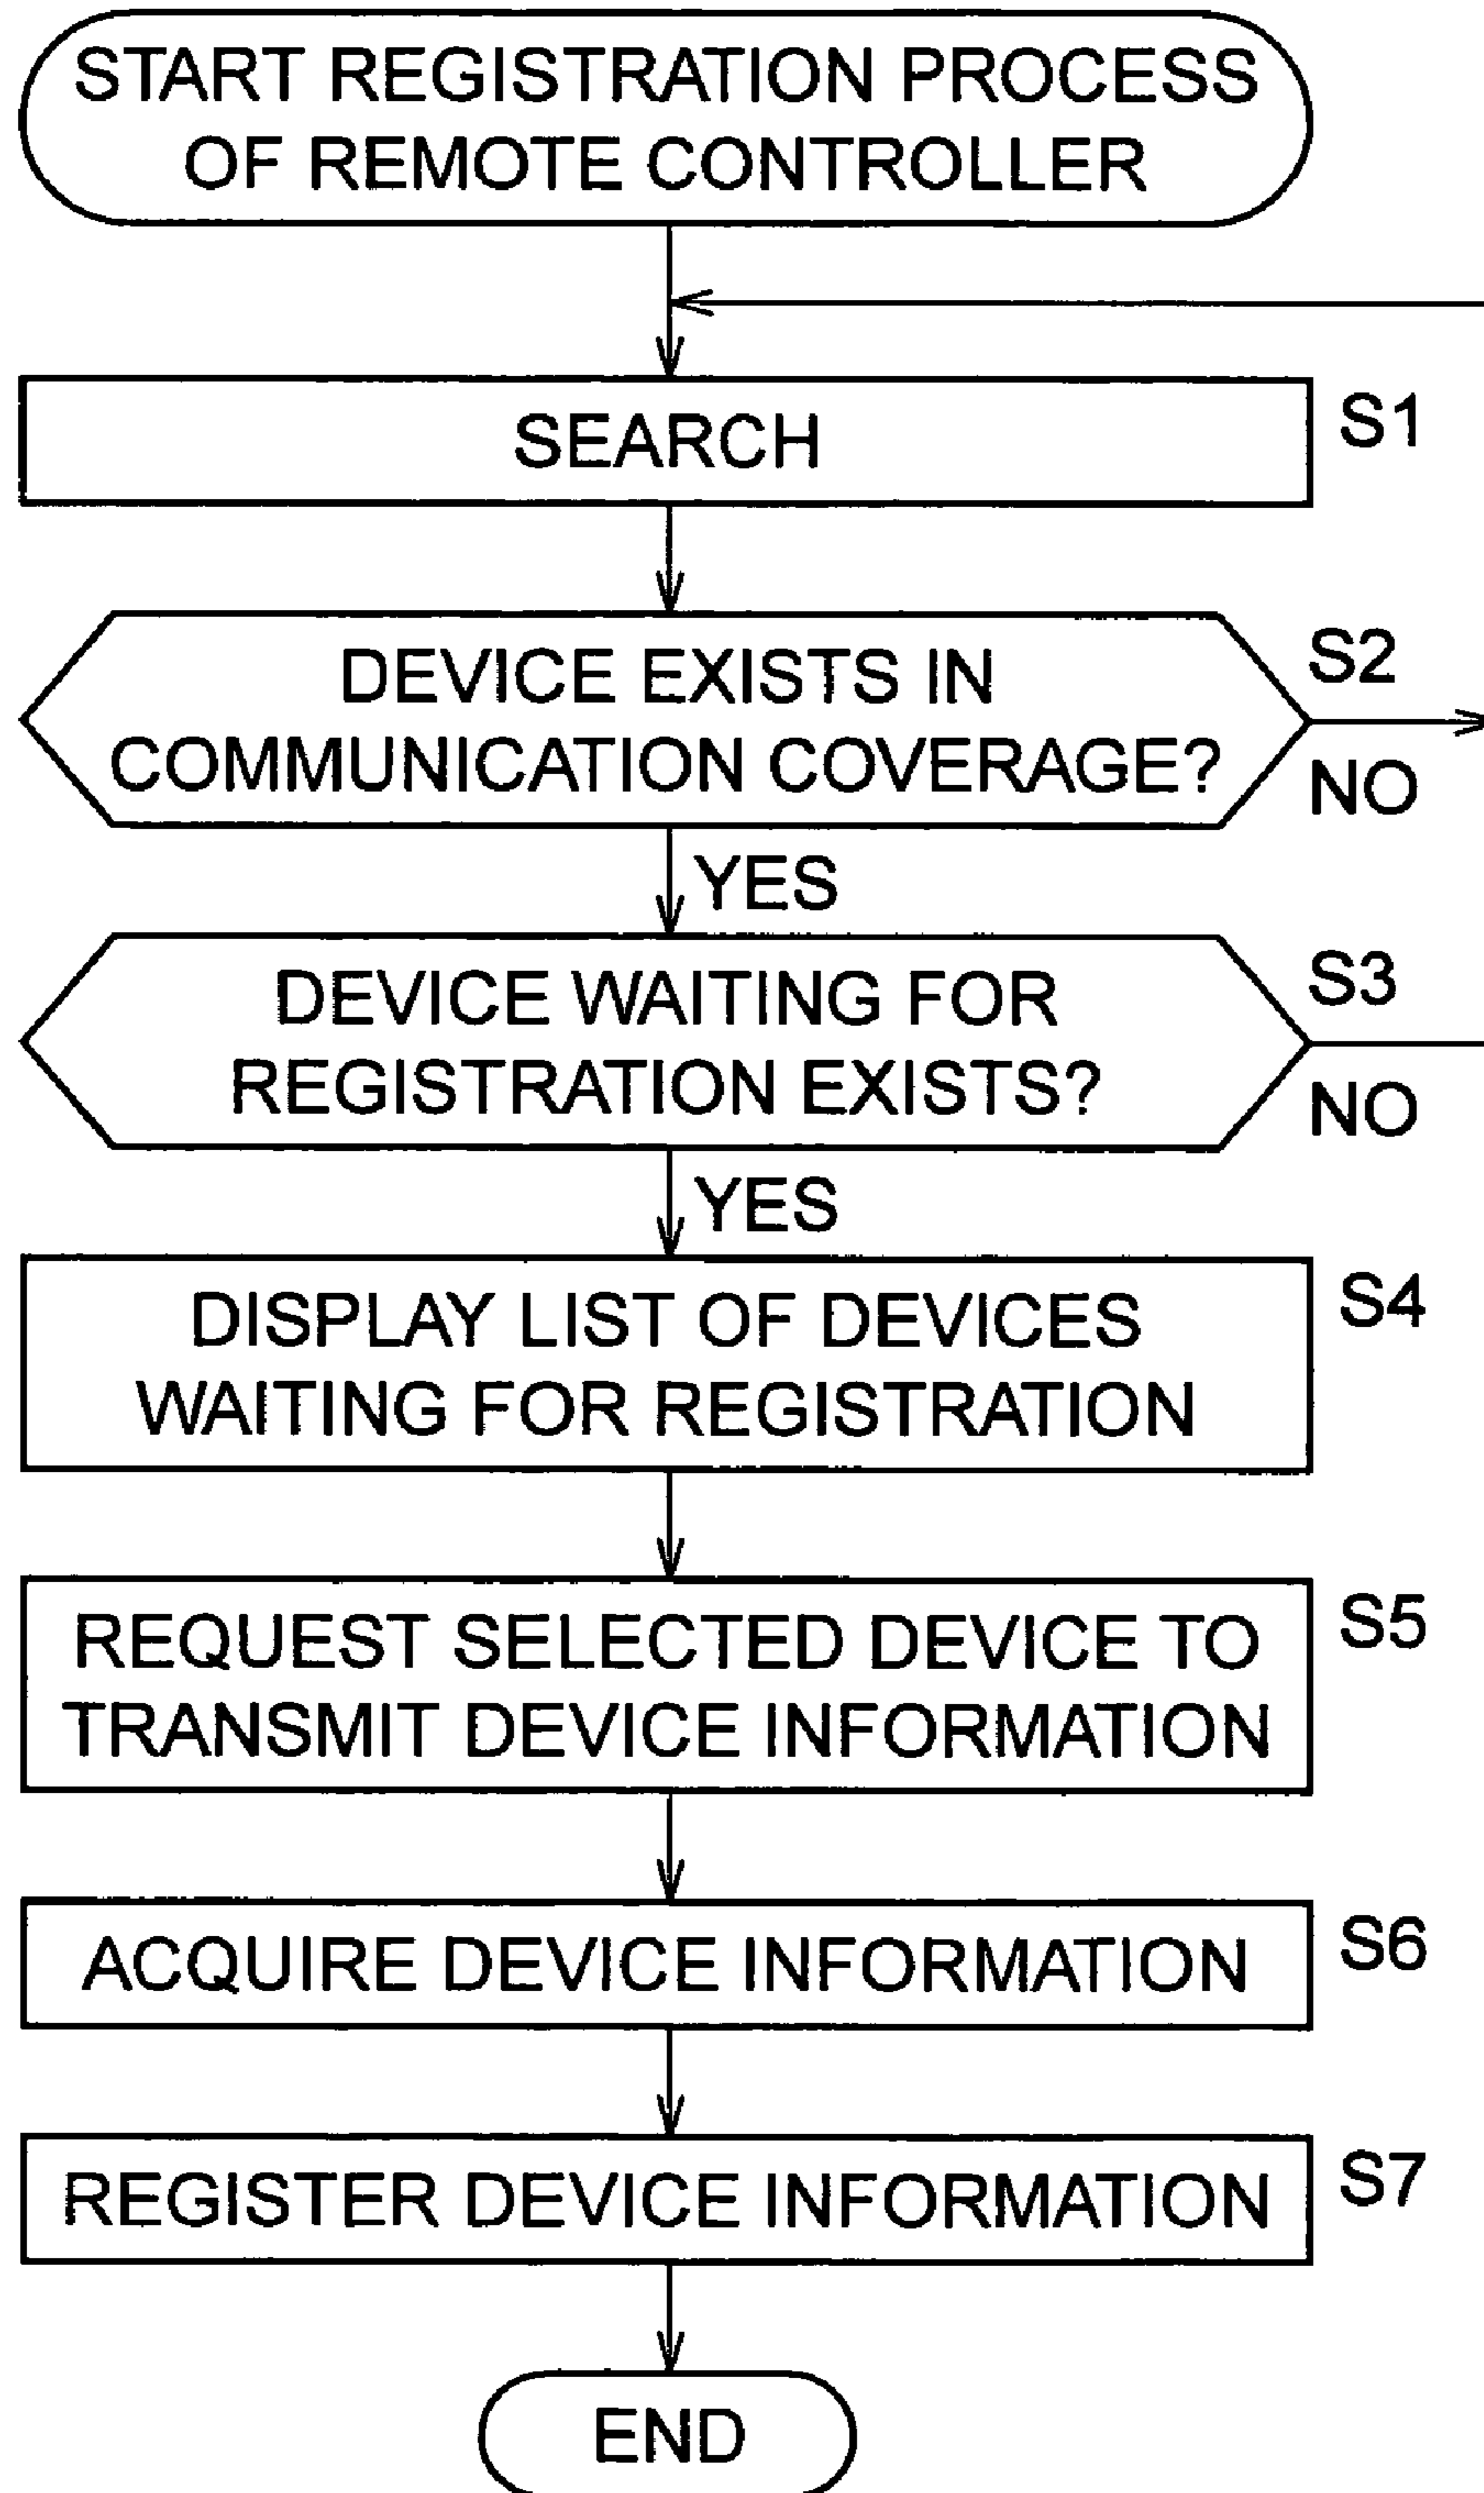 START REGISTRATION PROCESS
OF REMOTE CONTROLLER
SEARCH
S1
DEVICE EXISTS IN
COMMUNICATION COVERAGE?
S2
NO
YES
DEVICE WAITING FOR
REGISTRATION EXISTS?
S3
NO
YES
DISPLAY LIST OF DEVICES
WAITING FOR REGISTRATION
S4
REQUEST SELECTED DEVICE TO
TRANSMIT DEVICE INFORMATION
S5
ACQUIRE DEVICE INFORMATION
S6
REGISTER DEVICE INFORMATION
S7
END